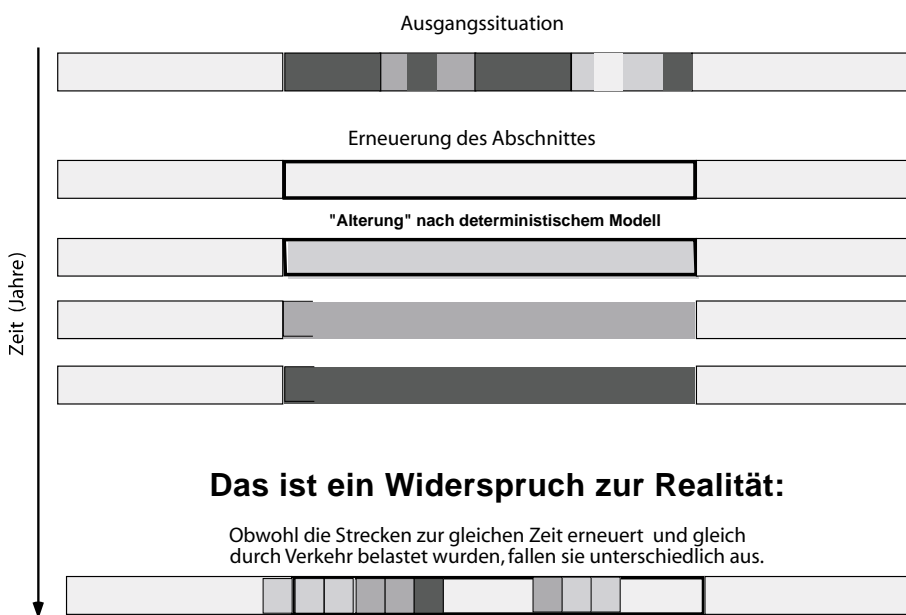 Ausgangssituation
Erneuerung des Abschnittes
"Alterung" nach deterministischem Modell
Zeit (Jahre)
Das ist ein Widerspruch zur Realität:
Obwohl die Strecken zur gleichen Zeit erneuert und gleich
durch Verkehr belastet wurden, fallen sie unterschiedlich aus.